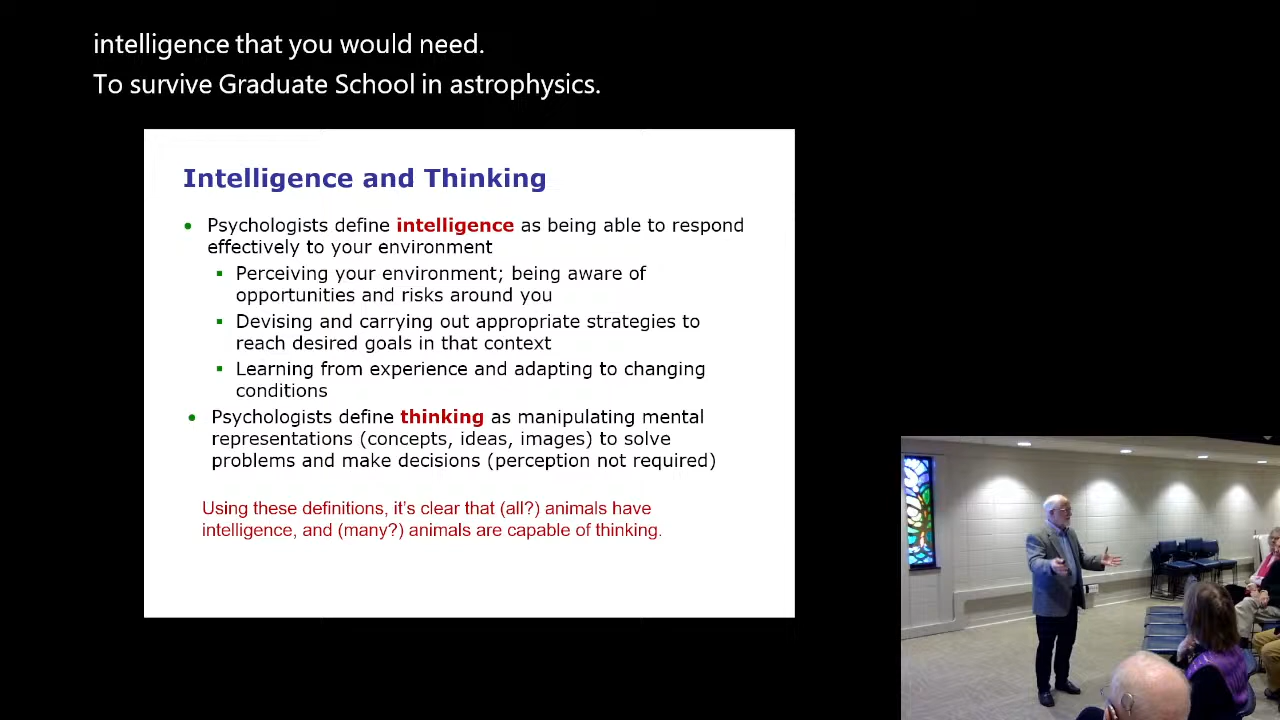 intelligence that you would need.
To survive Graduate School in astrophysics.
Intelligence and Thinking
• Psychologists define intelligence as being able to respond
effectively to your environment
▪ Perceiving your environment; being aware of
opportunities and risks around you
▪ Devising and carrying out appropriate strategies to
reach desired goals in that context
▪ Learning from experience and adapting to changing
conditions
• Psychologists define thinking as manipulating mental
representations (concepts, ideas, images) to solve
problems and make decisions (perception not required)
Using these definitions, it's clear that (all?) animals have
intelligence, and (many?) animals are capable of thinking.